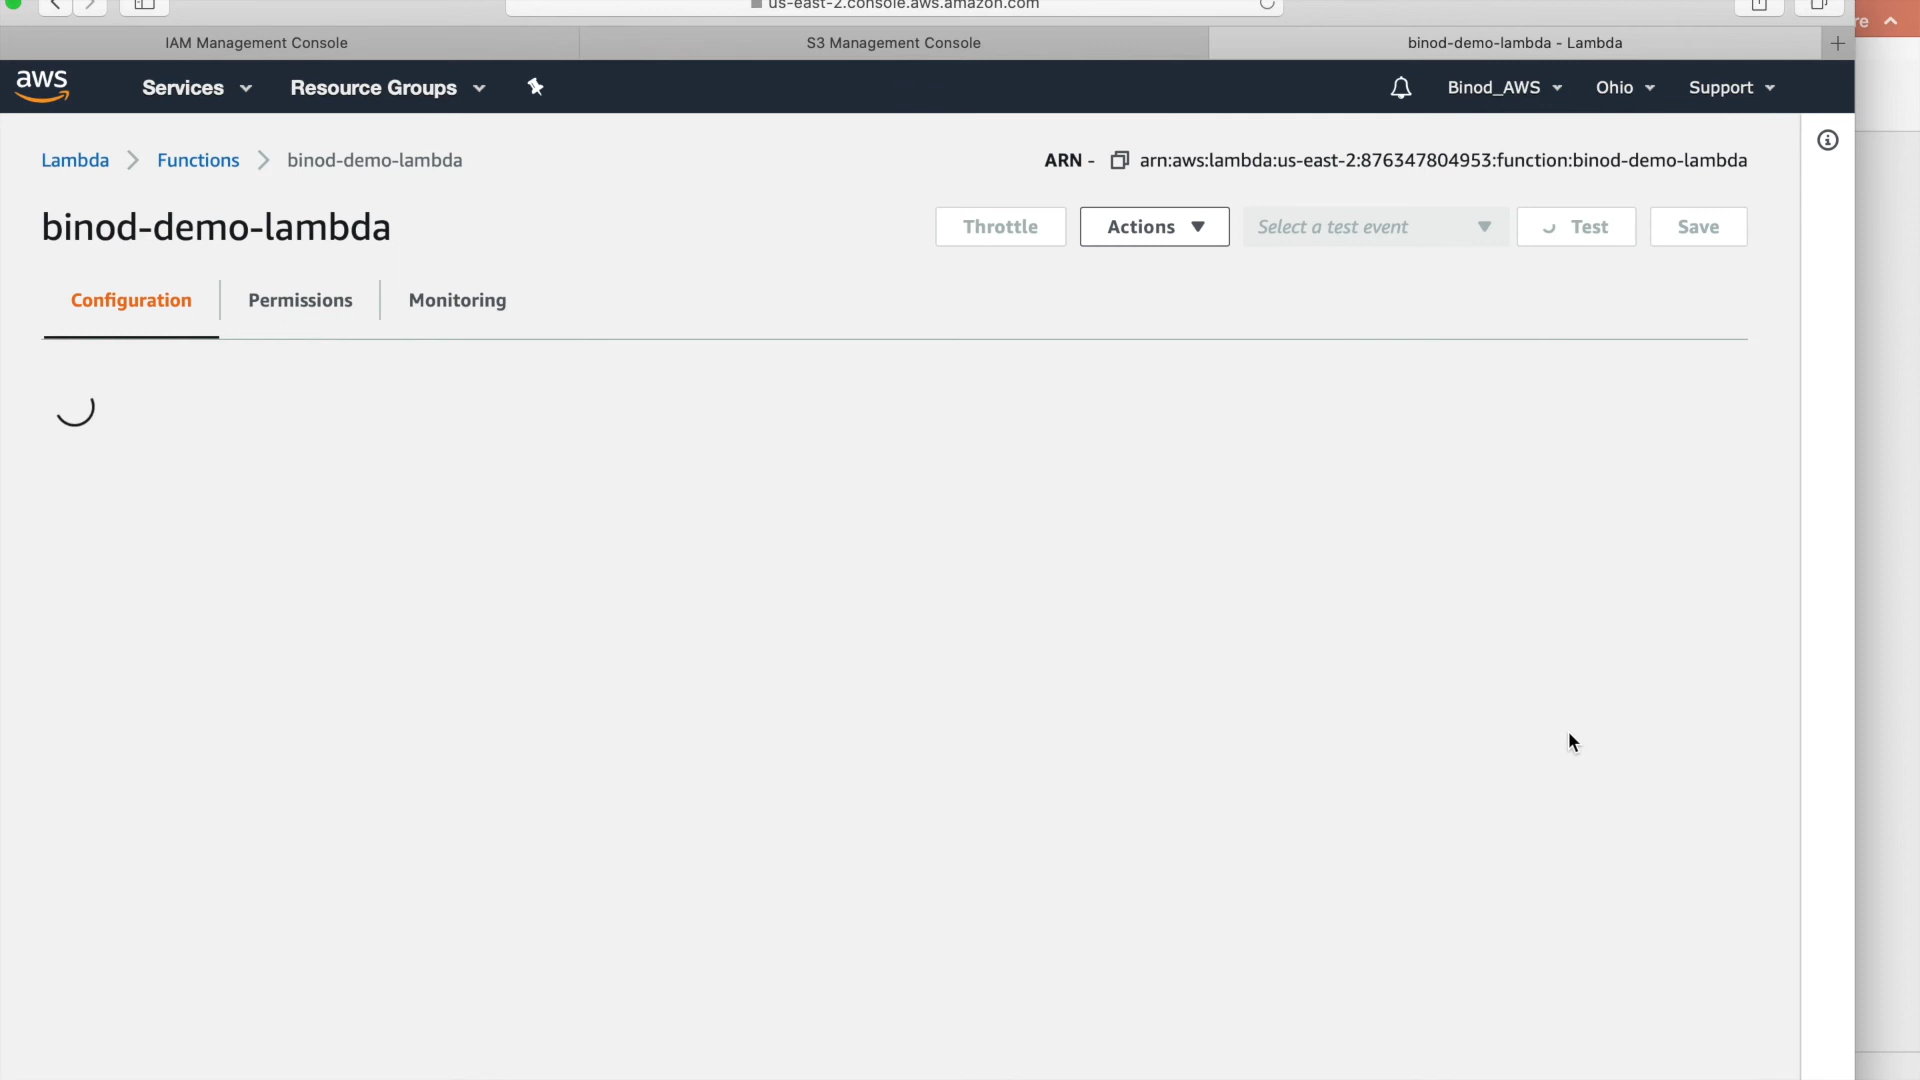 re
us-east-2.console.aws.amazon.com
IAM Management Console
S3 Management Console
binod-demo-lambda - Lambda
aws
Services
Resource Groups
Binod_AWS
Ohio
Support
Lambda
Functions
binod-demo-lambda
ARN - arn:aws:lambda:us-east-2:876347804953:function:binod-demo-lambda
binod-demo-lambda
Throttle
Actions
Select a test event
Test
Save
Configuration
Permissions
Monitoring